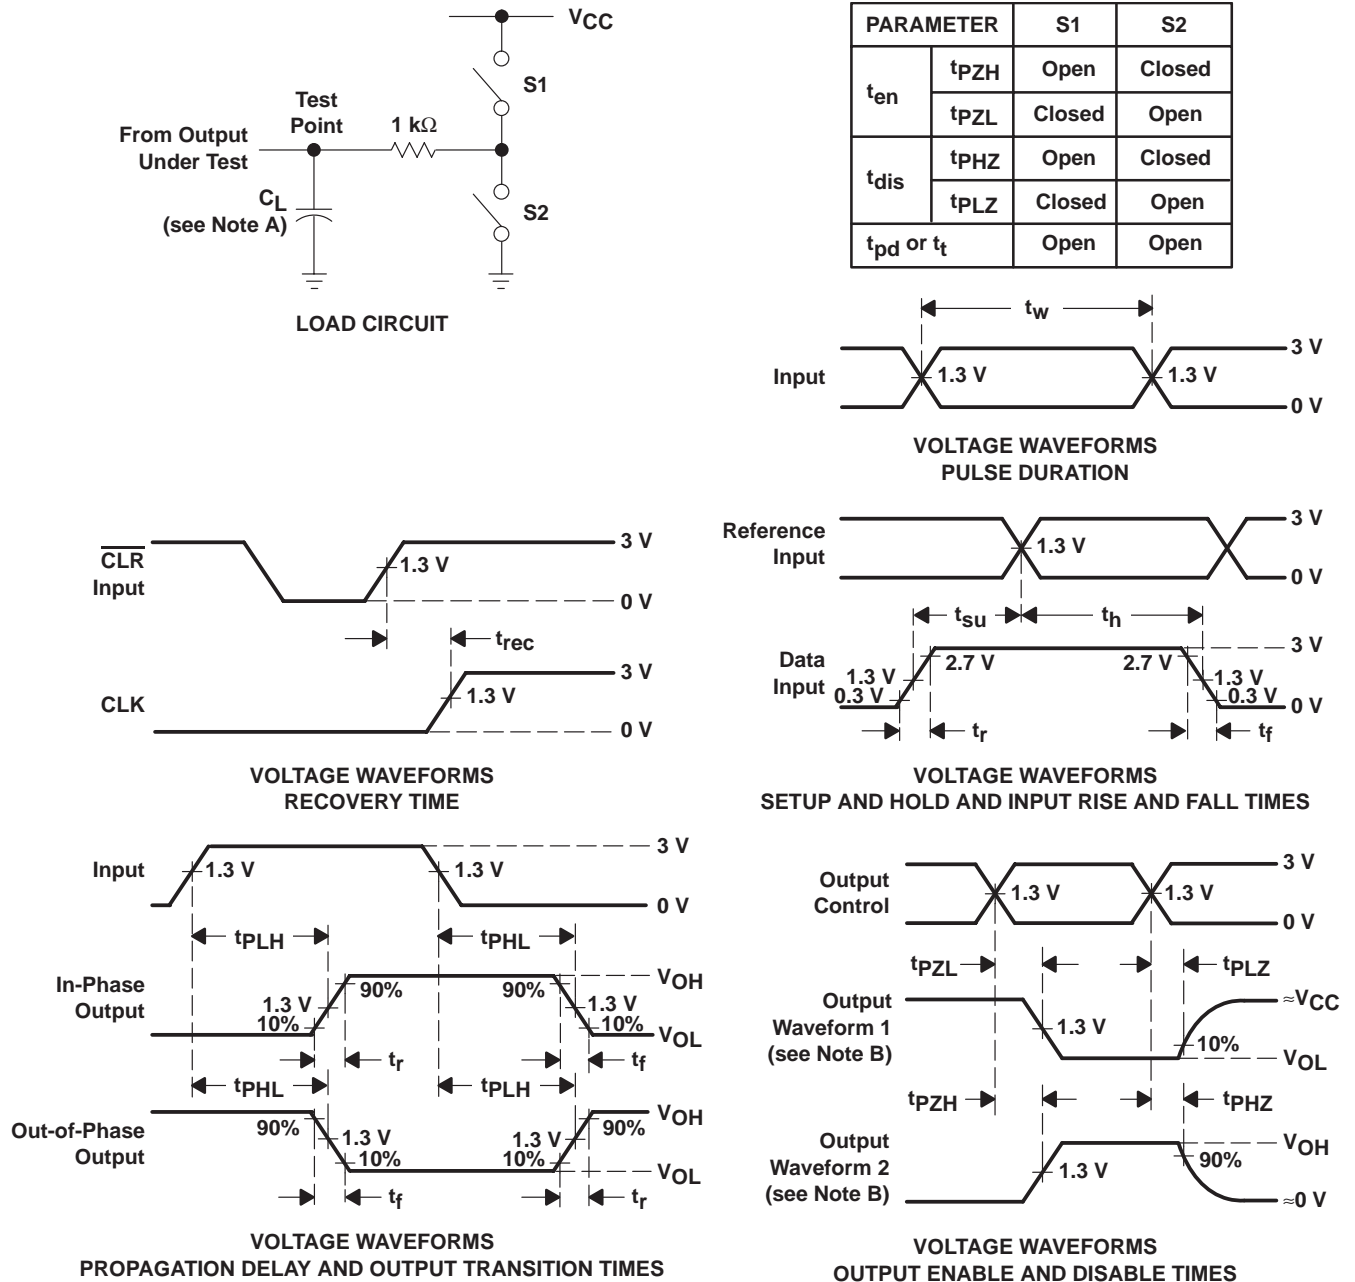 VCC
S1
Test
Point
1 kΩ
From Output
Under Test
CL
(see Note A)
S2
LOAD CIRCUIT
PARAMETER S1 S2
ten tPZH Open Closed
tPZL Closed Open
tdis tPHZ Open Closed
tPLZ Closed Open
tpd or tt Open Open
tw
Input 1.3 V 1.3 V 3 V
0 V
VOLTAGE WAVEFORMS
PULSE DURATION
CLR
Input
1.3 V
3 V
0 V
trec
CLK
1.3 V
3 V
0 V
VOLTAGE WAVEFORMS
RECOVERY TIME
Reference
Input
1.3 V
3 V
0 V
tsu th
Data
Input
1.3 V
0.3 V
2.7 V 2.7 V
1.3 V
0.3 V
3 V
0 V
tr tf
VOLTAGE WAVEFORMS
SETUP AND HOLD AND INPUT RISE AND FALL TIMES
Input 1.3 V 1.3 V 3 V
0 V
tPLH tPHL
In-Phase
Output
1.3 V
10%
90% 90%
1.3 V
10%
VOH
VOL
tr tf
tPHL tPLH
Out-of-Phase
Output
90%
1.3 V
10%
1.3 V
10%
90%
VOH
VOL
tf tr
VOLTAGE WAVEFORMS
PROPAGATION DELAY AND OUTPUT TRANSITION TIMES
Output
Control
1.3 V 1.3 V
3 V
0 V
tPZL tPLZ
Output
Waveform 1
(see Note B)
1.3 V
10%
≈VCC
VOL
tPZH tPHZ
Output
Waveform 2
(see Note B)
1.3 V
90%
VOH
≈0 V
VOLTAGE WAVEFORMS
OUTPUT ENABLE AND DISABLE TIMES